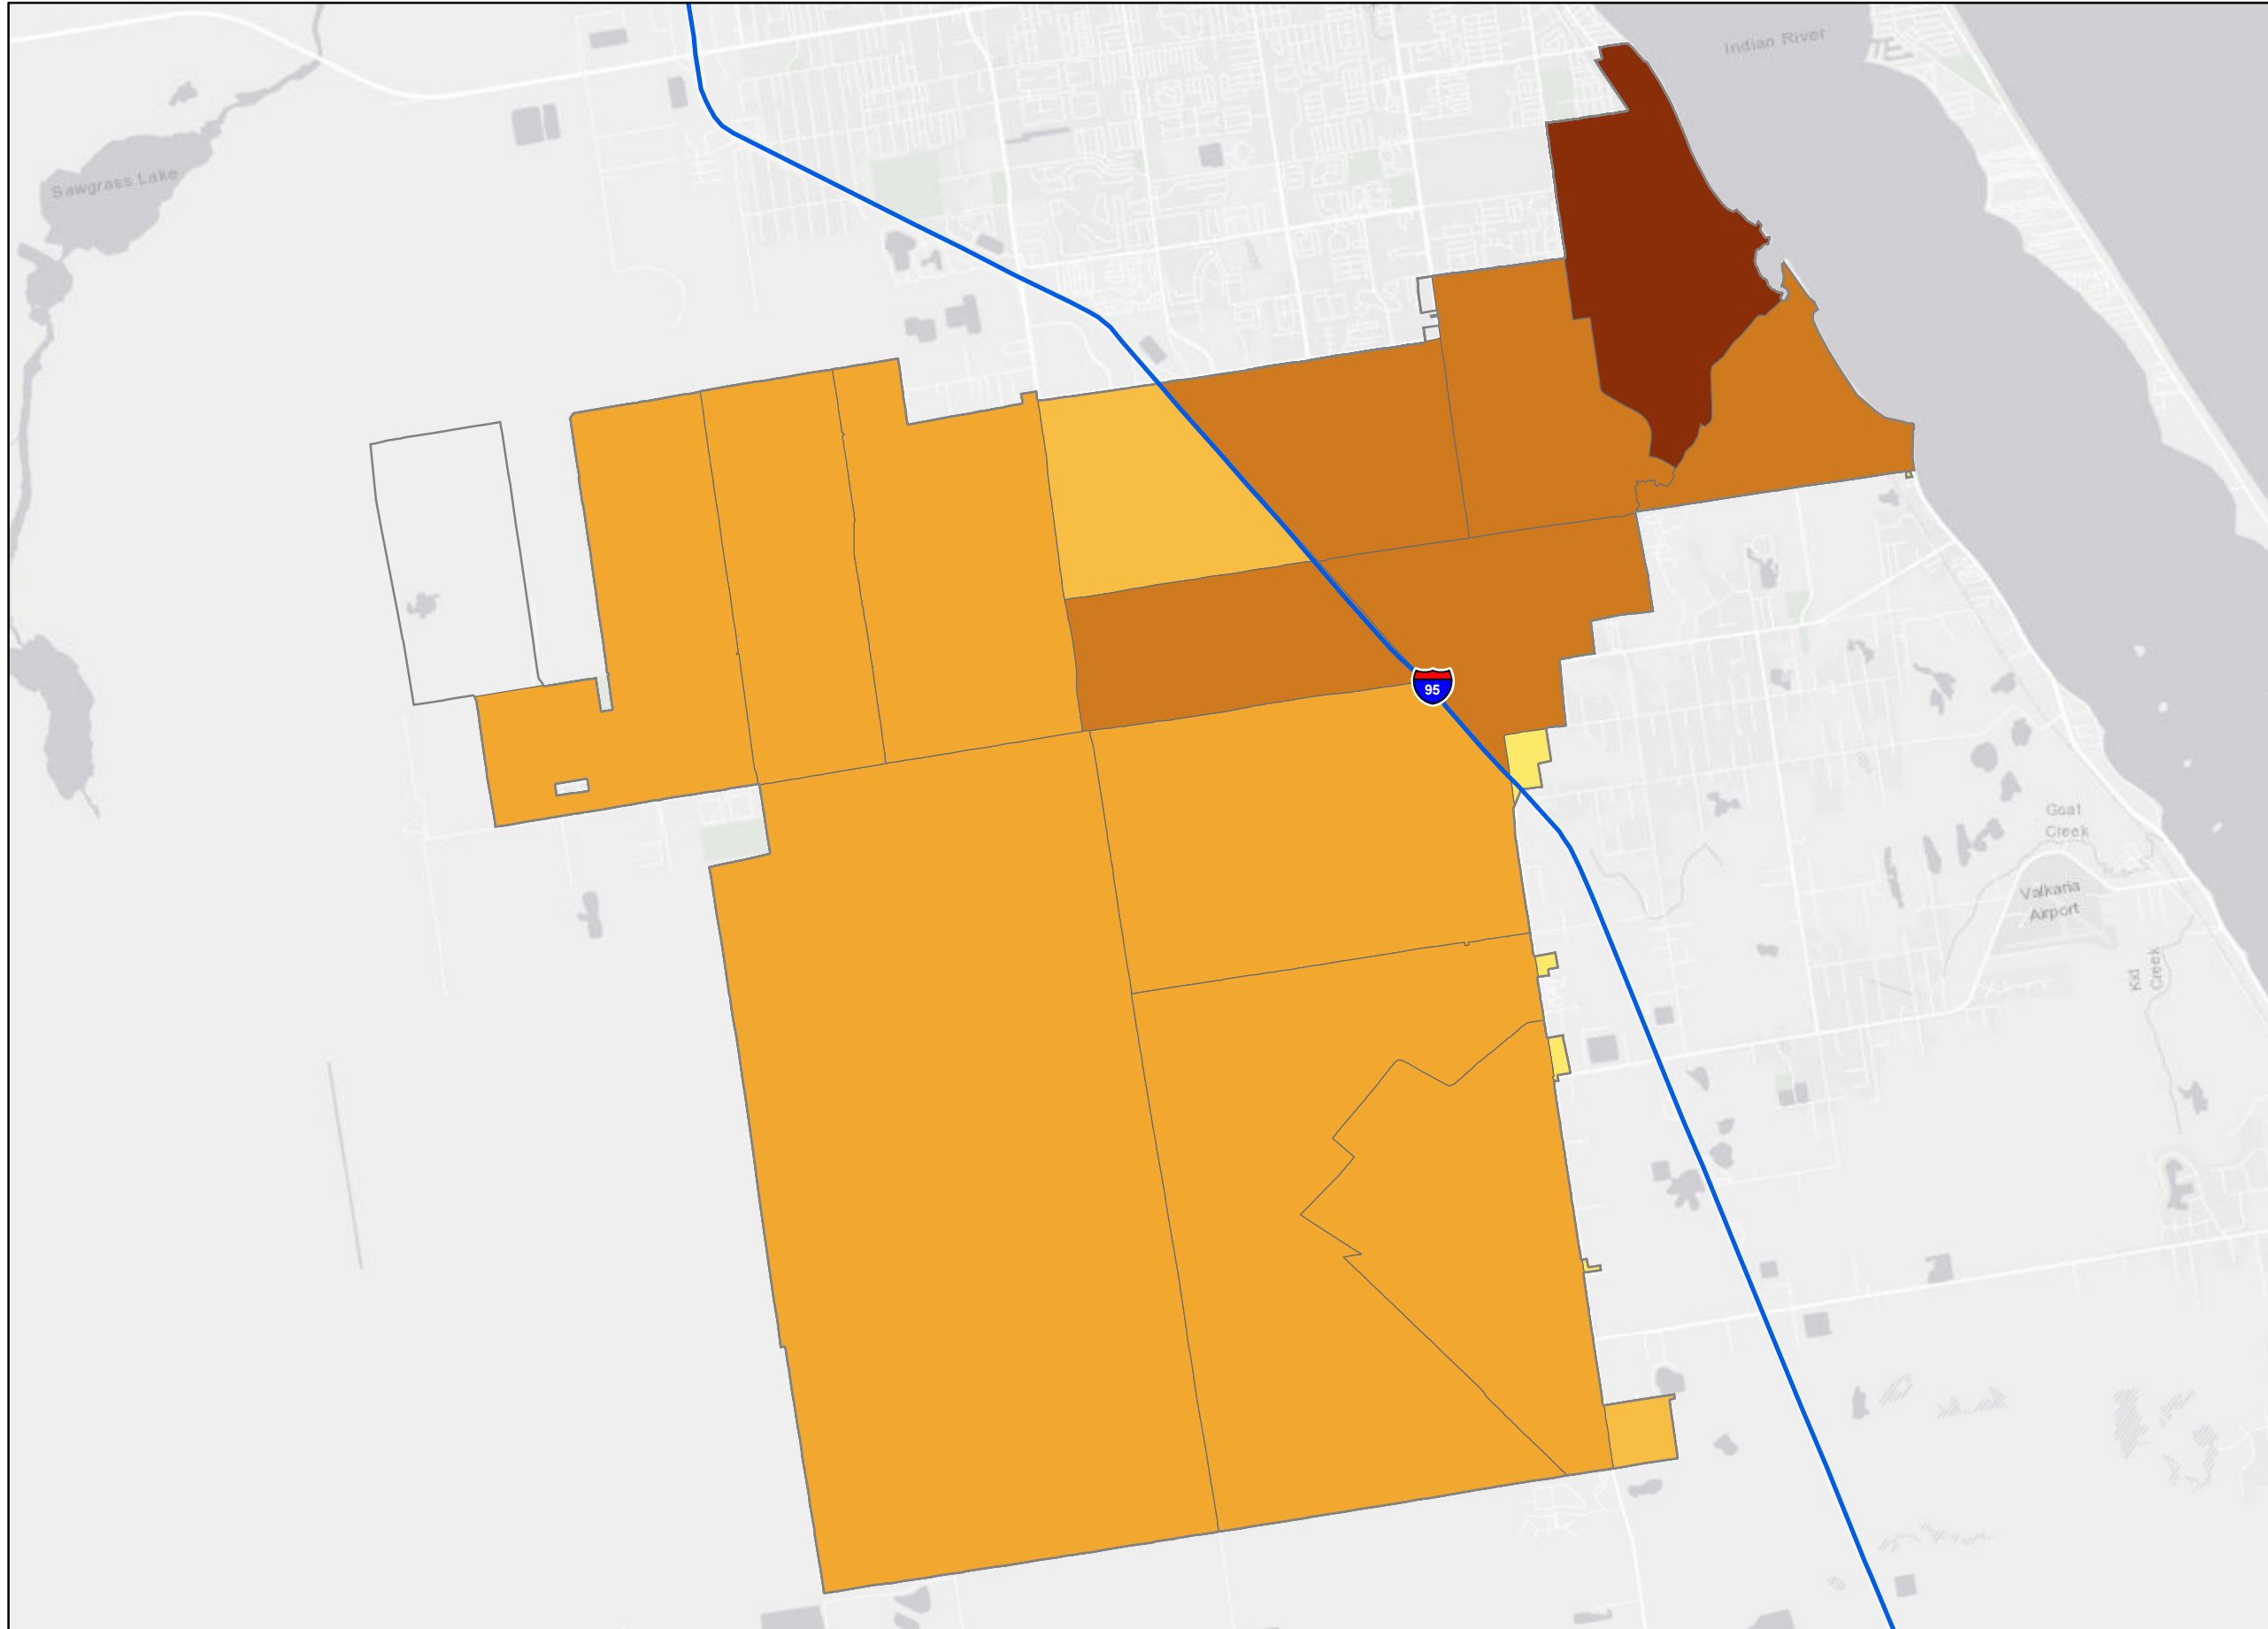 Indian River
Sawgrass Lake
95
Goat
Creek
Valkaria
Airport
Kid
Creek